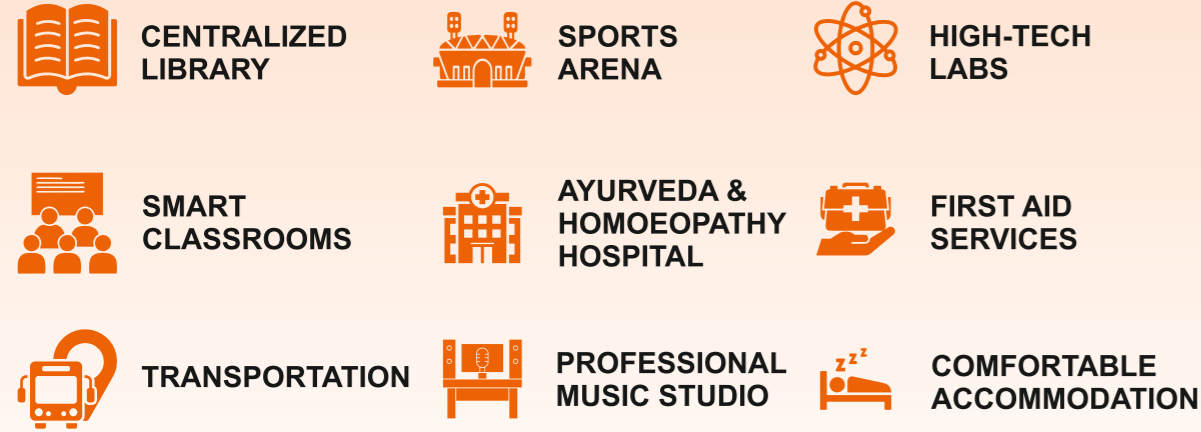 CENTRALIZED
LIBRARY
SPORTS
ARENA
HIGH-TECH
LABS
SMART
CLASSROOMS
AYURVEDA &
HOMOEOPATHY
HOSPITAL
FIRST AID
SERVICES
TRANSPORTATION
PROFESSIONAL
MUSIC STUDIO
zzz
COMFORTABLE
ACCOMMODATION